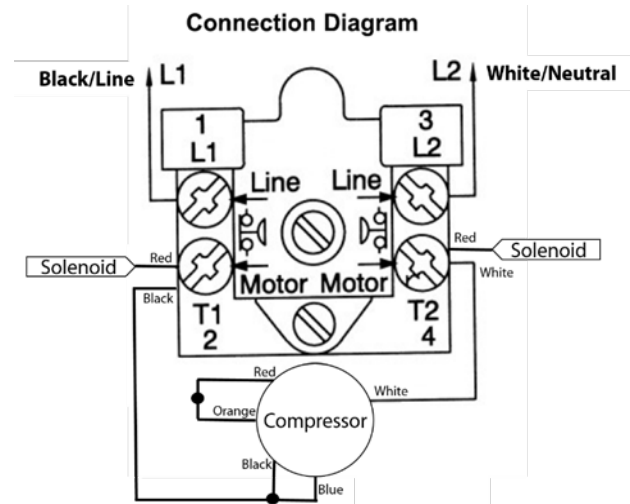 Connection Diagram
Black/Line L1 L2 White/Neutral
1 3
L1 L2
Line Line
Red Red
Solenoid Solenoid
White
Motor Motor
Black
T1 T2
2 4
Red
White
Orange
Compressor
Black
Blue